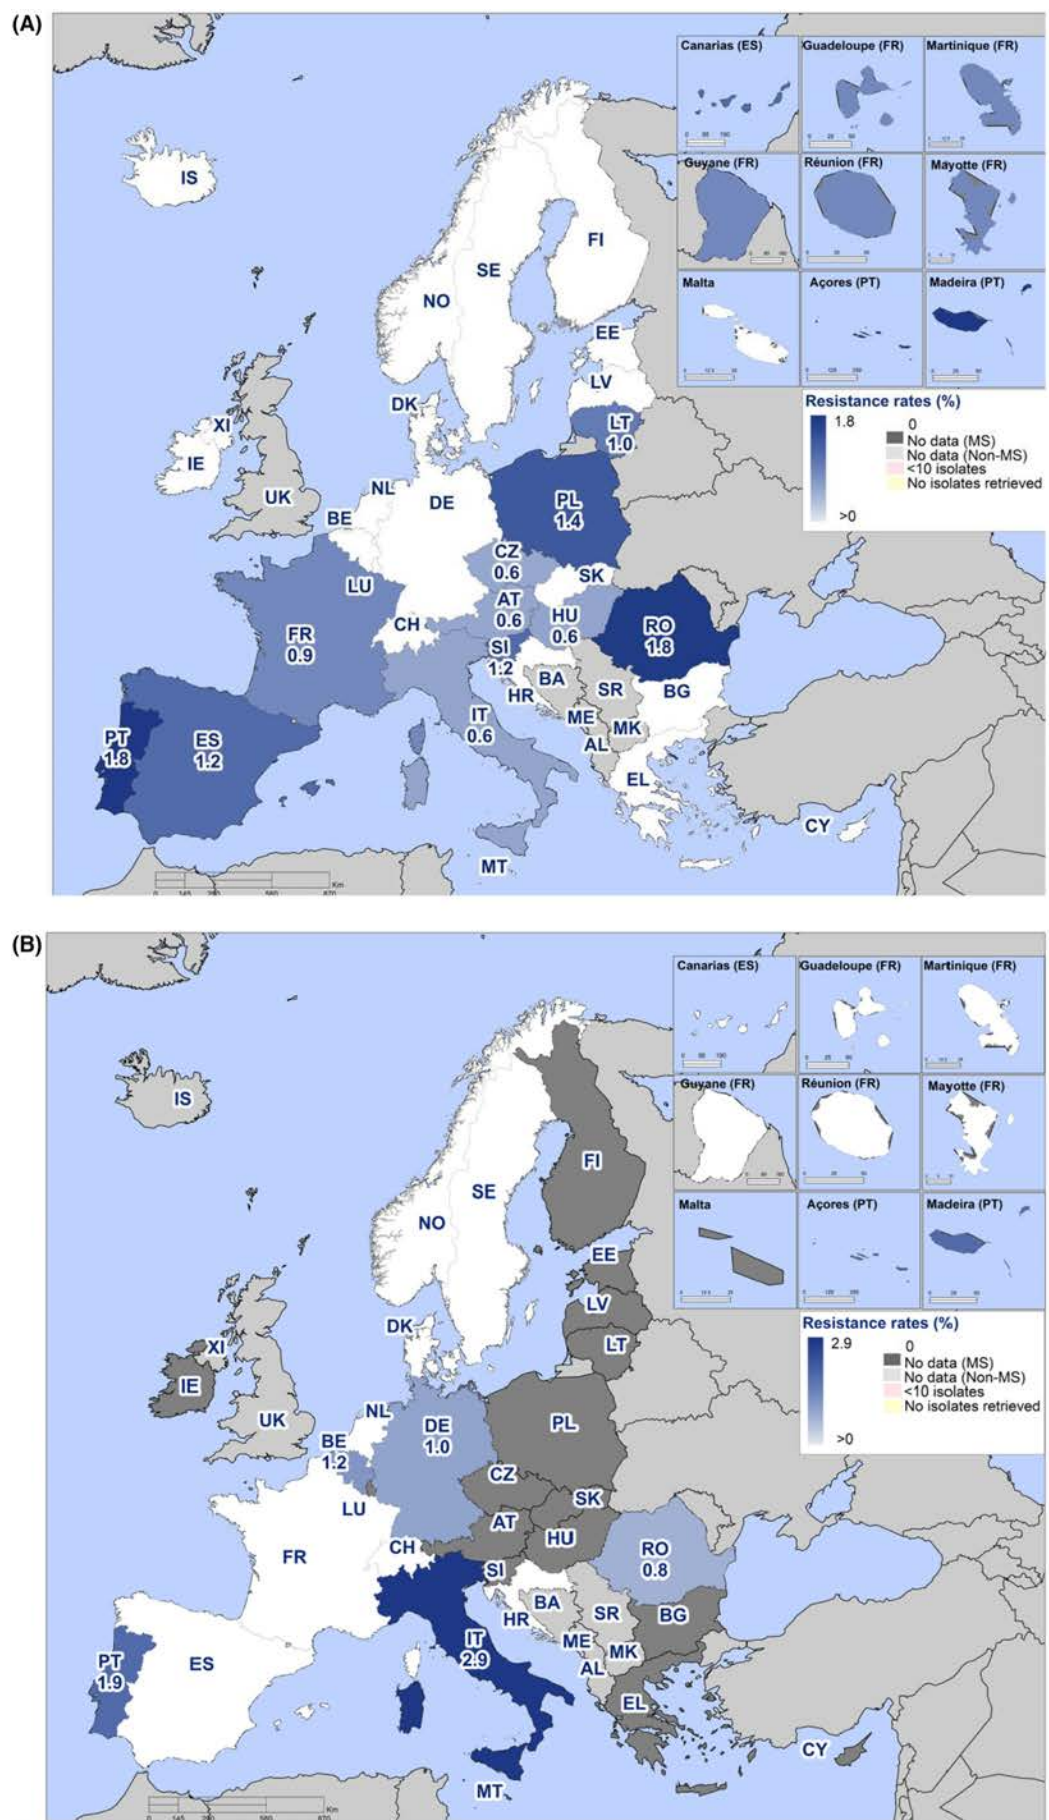 (A)
Canarias (ES)
Guadeloupe (FR)
Martinique (FR)
Guyane (FR)
Réunion (FR)
Mayotte (FR)
Malta
Açores (PT)
Madeira (PT)
Resistance rates (%)
1.8
>0
0
No data (MS)
No data (Non-MS)
<10 isolates
No isolates retrieved
IS
FI
SE
NO
EE
LV
DK
LT
1.0
XI
IE
UK
NL
DE
PL
1.4
BE
CZ
0.6
LU
SK
AT
0.6
HU
0.6
CH
FR
0.9
RO
1.8
SI
1.2
BA
HR
SR
BG
ME
MK
IT
0.6
AL
PT
1.8
ES
1.2
EL
CY
MT
Km
(B)
Canarias (ES)
Guadeloupe (FR)
Martinique (FR)
Guyane (FR)
Réunion (FR)
Mayotte (FR)
Malta
Açores (PT)
Madeira (PT)
Resistance rates (%)
2.9
>0
0
No data (MS)
No data (Non-MS)
<10 isolates
No isolates retrieved
IS
FI
SE
NO
EE
LV
DK
LT
XI
IE
UK
NL
DE
1.0
PL
BE
1.2
CZ
LU
SK
AT
HU
CH
FR
RO
0.8
SI
BA
HR
SR
BG
ME
MK
IT
2.9
AL
PT
1.9
ES
EL
CY
MT
Km